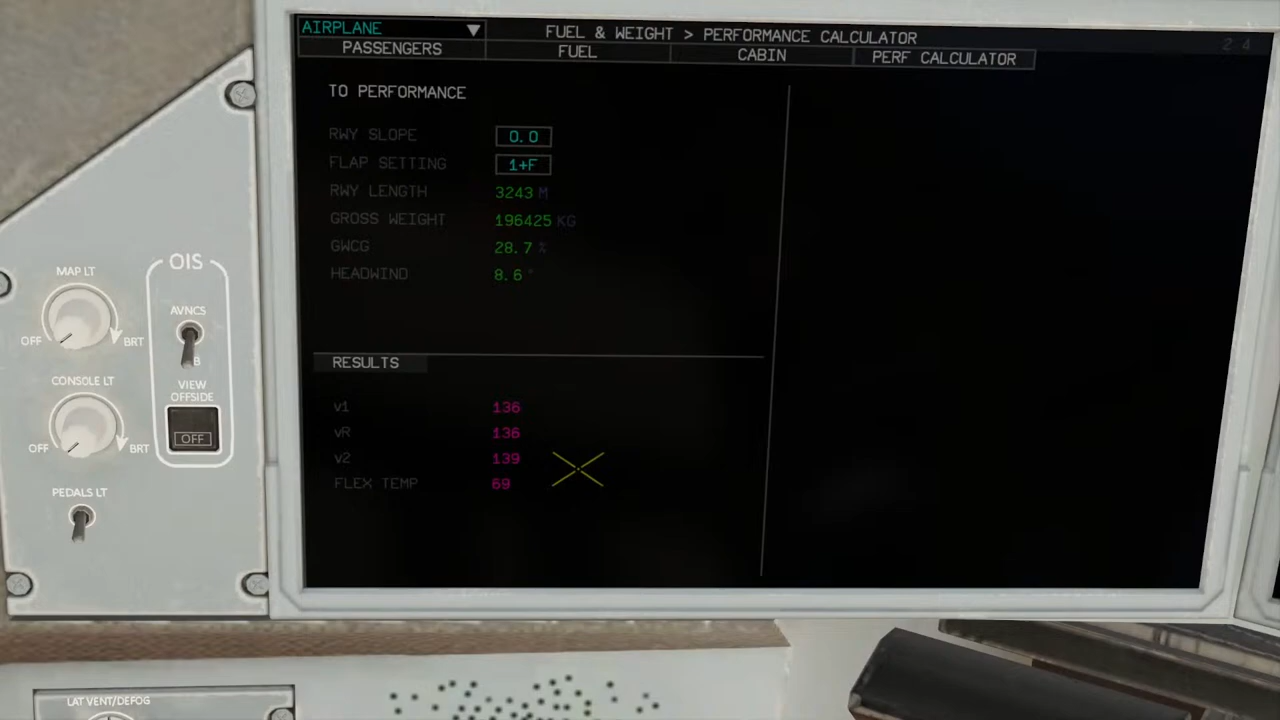 AIRPLANE ▼
FUEL & WEIGHT > PERFORMANCE CALCULATOR
PASSENGERS FUEL CABIN PERF CALCULATOR
TO PERFORMANCE
RWY SLOPE 0.0
FLAP SETTING 1+F
RWY LENGTH 3243 M
GROSS WEIGHT 196425 KG
GWCG 28.7 %
HEADWIND 8.6 °
RESULTS
v1 136
vR 136
v2 139
FLEX TEMP 69
MAP LT
OFF BRT
OIS
AVNCS
B
VIEW
OFFSIDE
OFF
CONSOLE LT
OFF BRT
PEDALS LT
LAT VENT/DEFOG